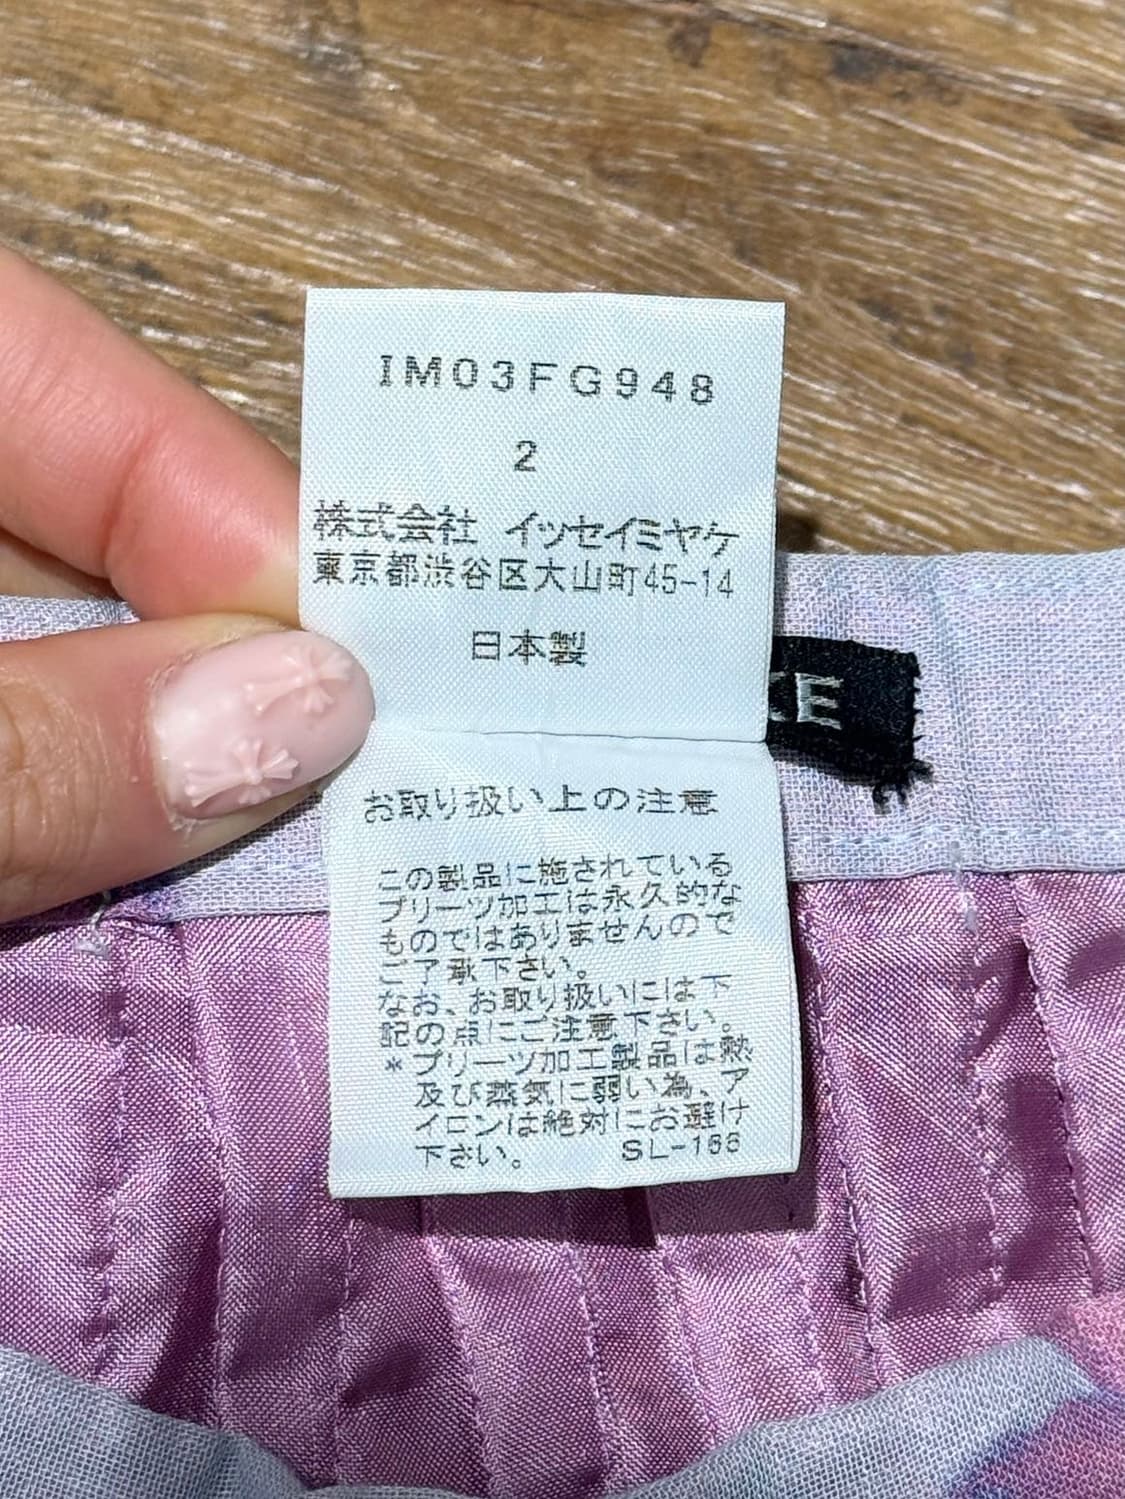 IM03FG948
2
株式会社 イッセイミヤケ
東京都渋谷区大山町45-14
日本製
KE
お取り扱い上の注意
この製品に施されている
プリーツ加工は永久的な
ものではありませんので
ご了承下さい。
なお、お取り扱いには下
記の点にご注意下さい。
*プリーツ加工製品は熱
及び蒸気に弱い為、ア
イロンは絶対にお避け
下さい。 SL-166